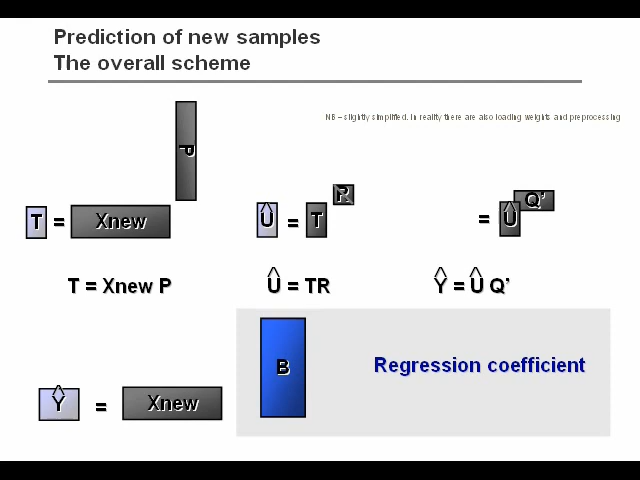 Prediction of new samples
The overall scheme
NB – slightly simplified. In reality there are also loading weights and preprocessing
P
T = Xnew
Û = T R
= Û Q’
T = Xnew P
Û = TR
Ŷ = Û Q’
B
Regression coefficient
Ŷ = Xnew